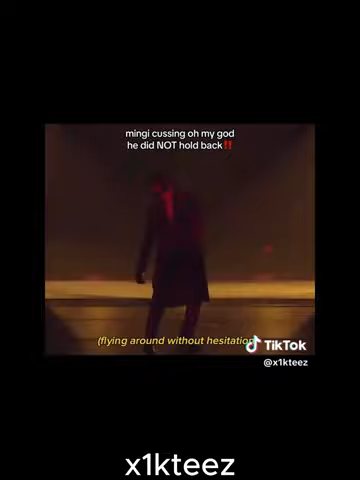 mingi cussing oh my god
he did NOT hold back‼️
(flying around without hesitation)
TikTok
@x1kteez
x1kteez